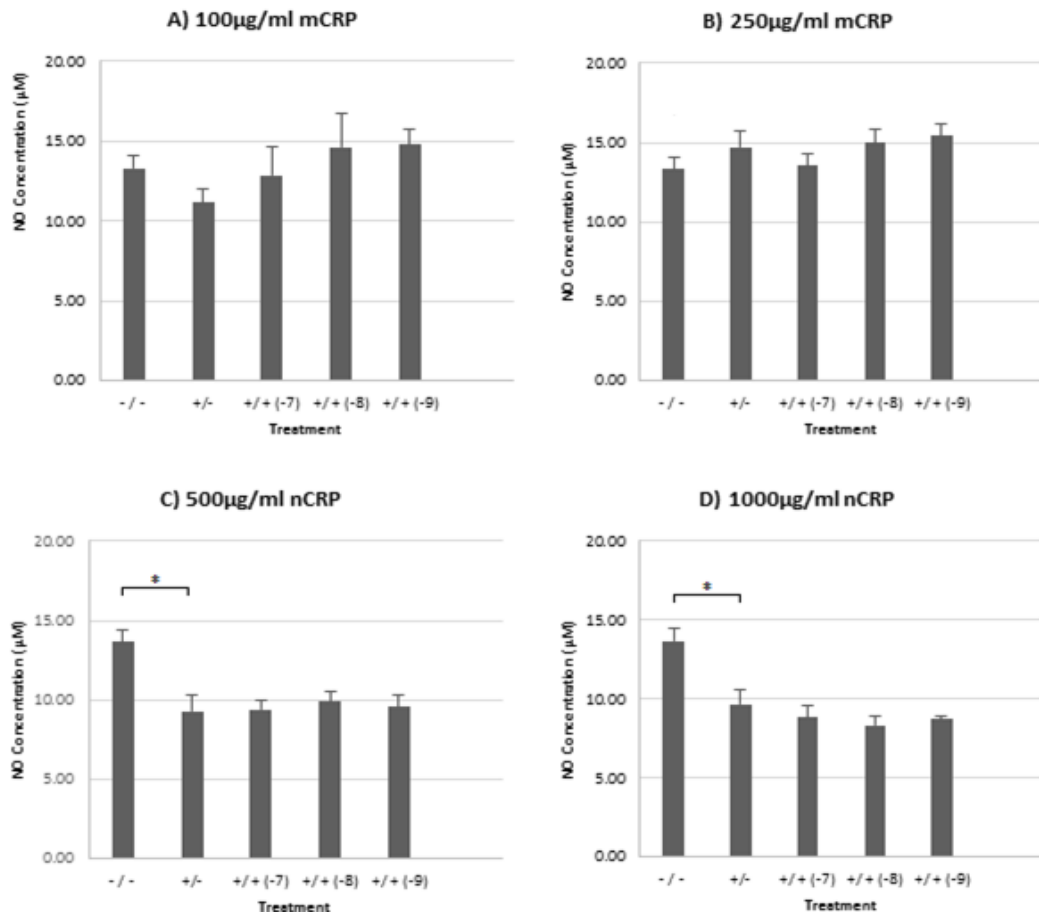 A) 100µg/ml mCRP
20.00
15.00
10.00
5.00
0.00
NO Concentration (µM)
- / -
+/-
+/+ (-7)
+/+ (-8)
+/+ (-9)
Treatment
B) 250µg/ml mCRP
20.00
15.00
10.00
5.00
0.00
NO Concentration (µM)
- / -
+/-
+/+ (-7)
+/+ (-8)
+/+ (-9)
Treatment
C) 500µg/ml nCRP
20.00
15.00
10.00
5.00
0.00
NO Concentration (µM)
*
- / -
+/-
+/+ (-7)
+/+ (-8)
+/+ (-9)
Treatment
D) 1000µg/ml nCRP
20.00
15.00
10.00
5.00
0.00
NO Concentration (µM)
*
- / -
+/-
+/+ (-7)
+/+ (-8)
+/+ (-9)
Treatment